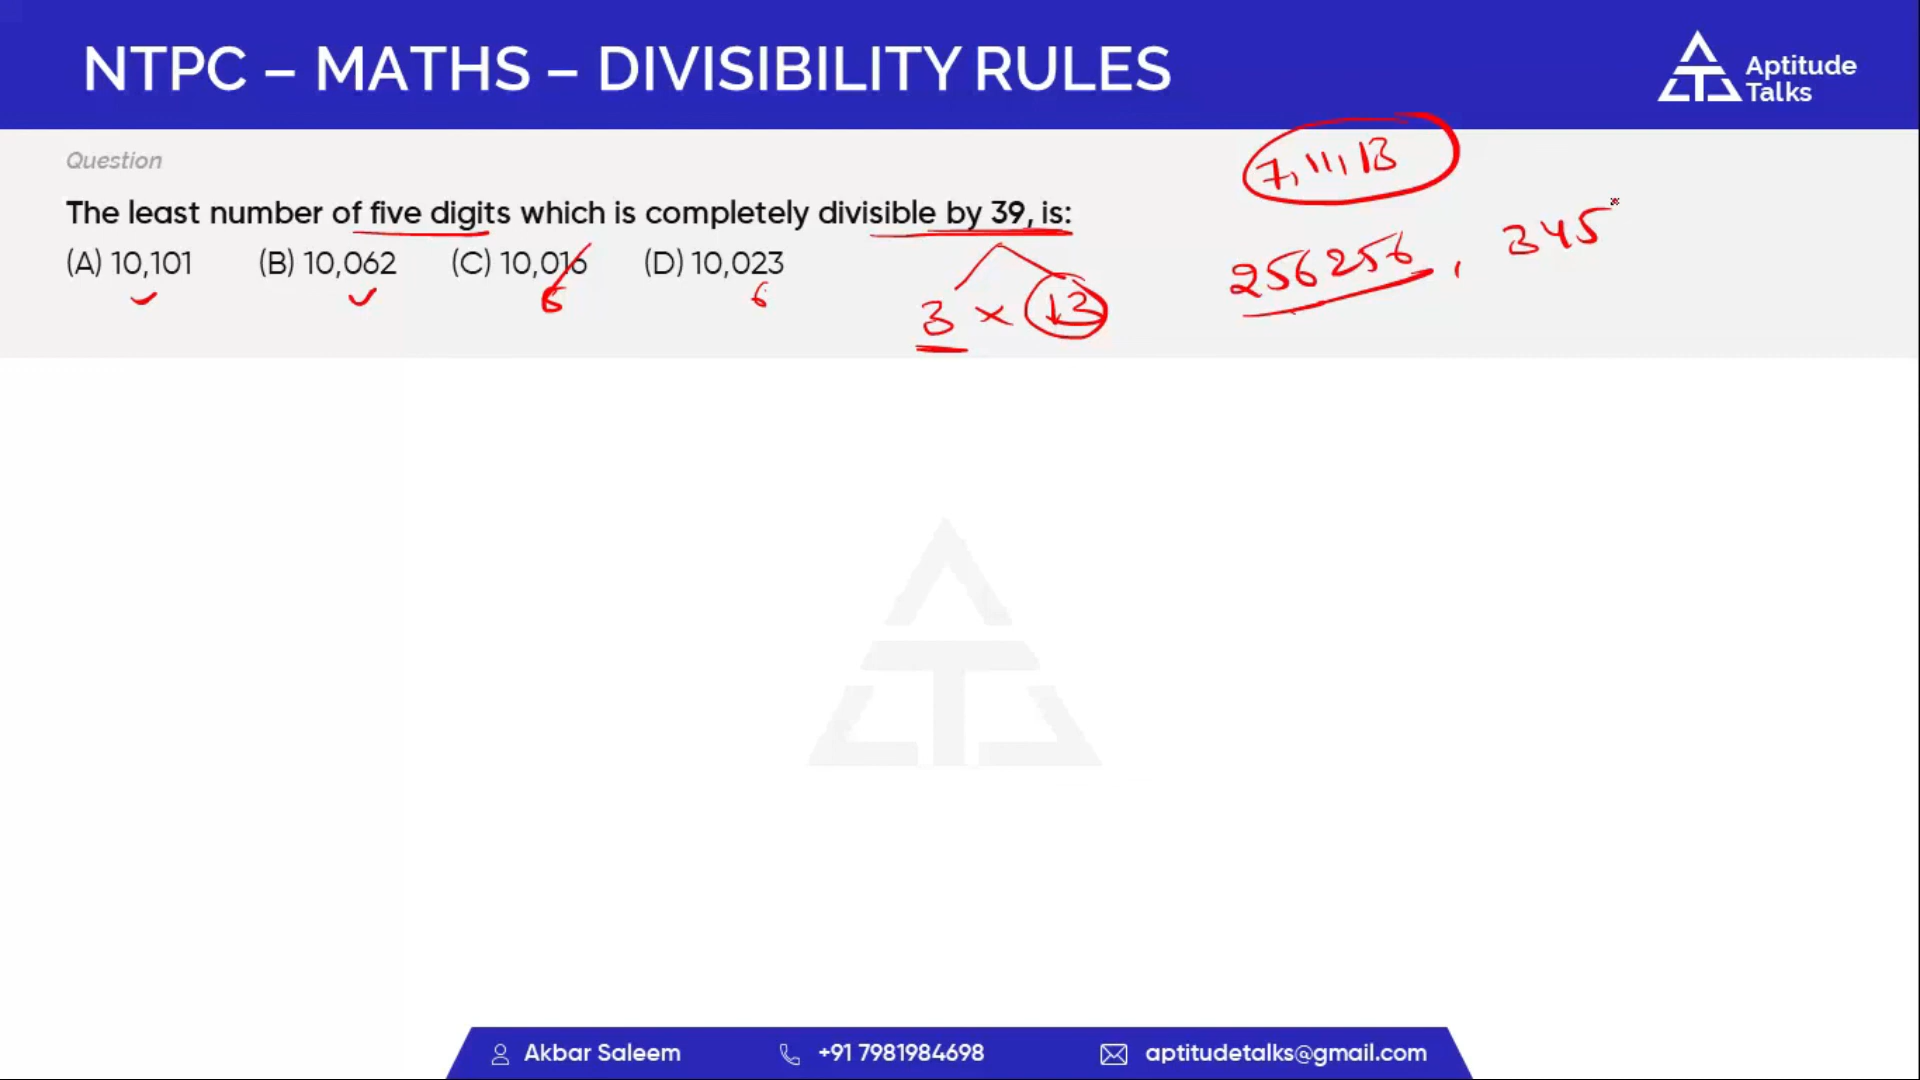 NTPC – MATHS – DIVISIBILITY RULES
Aptitude
Talks
Question
7, 11, 13
The least number of five digits which is completely divisible by 39, is:
256256, 345
(A) 10,101 (B) 10,062 (C) 10,016 (D) 10,023
6
3 × 13
Akbar Saleem +91 7981984698 aptitudetalks@gmail.com